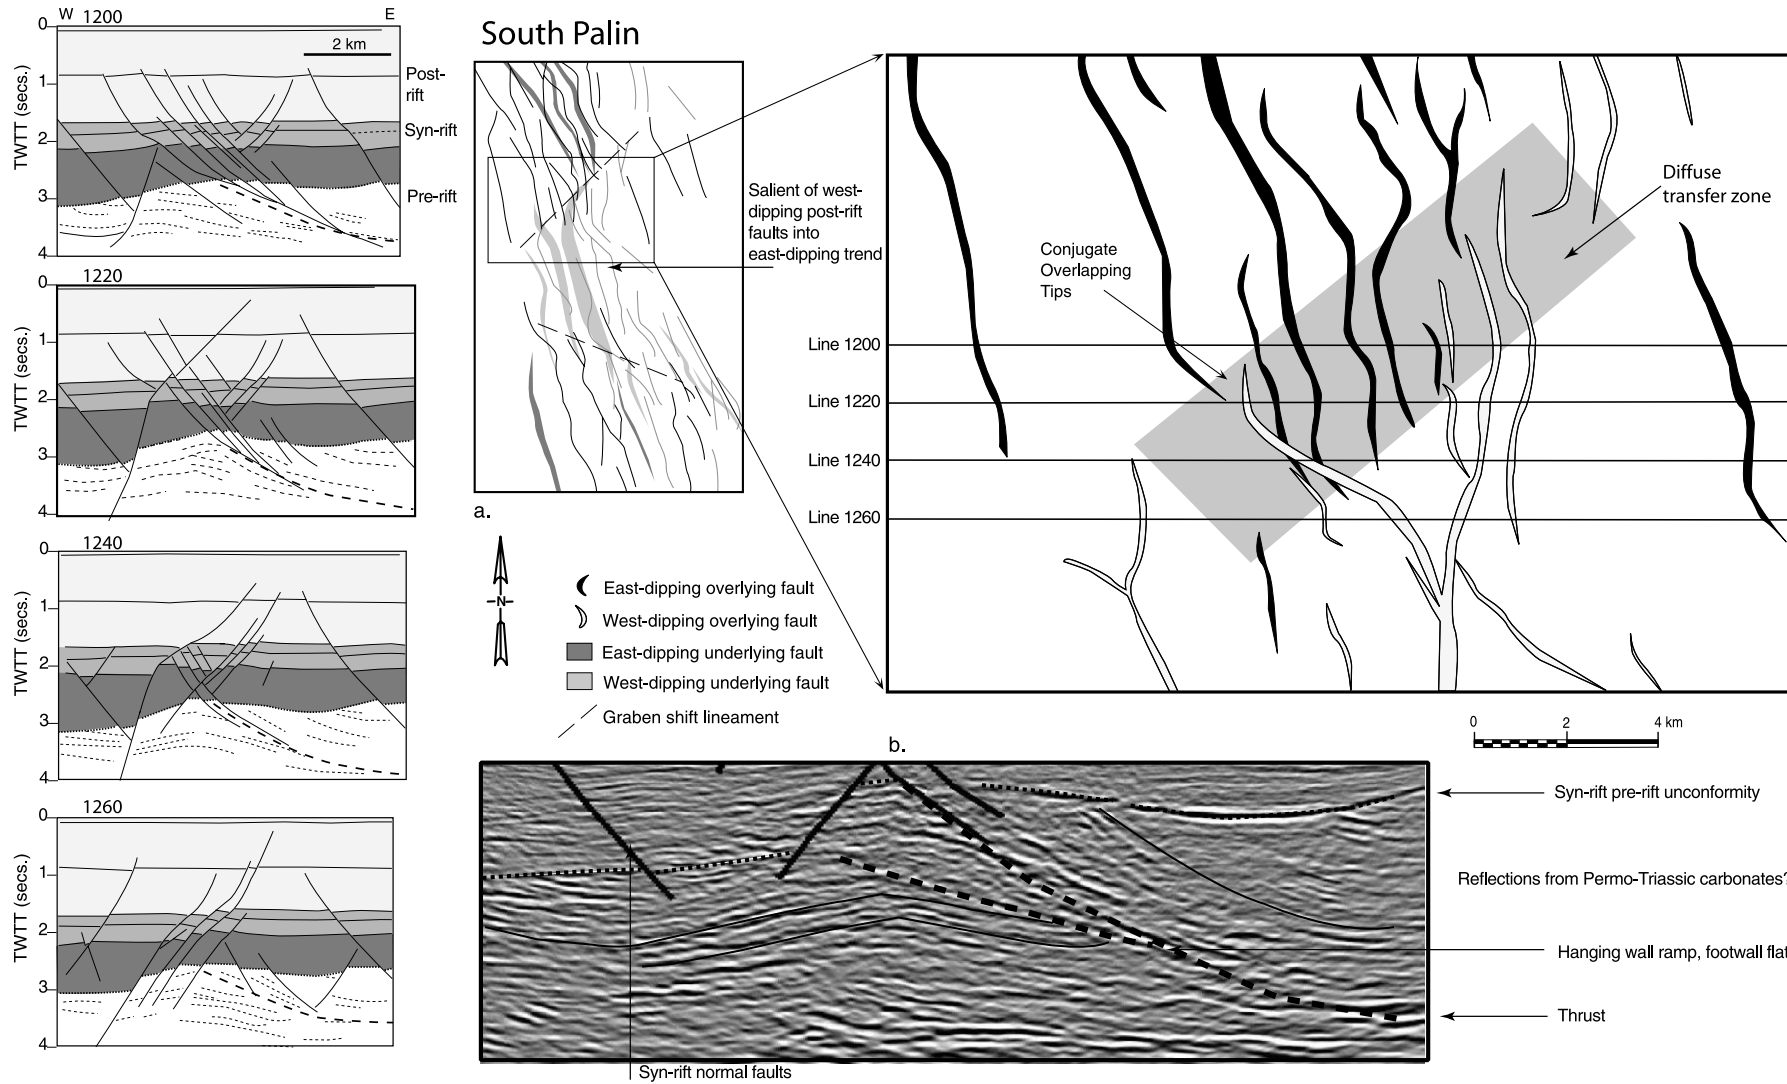 W
1200
E
0
2 km
1
Post-
rift
Syn-rift
2
3
Pre-rift
4
TWTT (secs.)
1220
0
1
2
3
4
TWTT (secs.)
1240
0
1
2
3
4
TWTT (secs.)
1260
0
1
2
3
4
TWTT (secs.)
South Palin
Salient of west-
dipping post-rift
faults into
east-dipping trend
a.
N
East-dipping overlying fault
West-dipping overlying fault
East-dipping underlying fault
West-dipping underlying fault
Graben shift lineament
Diffuse
transfer zone
Conjugate
Overlapping
Tips
Line 1200
Line 1220
Line 1240
Line 1260
b.
0
2
4 km
Syn-rift pre-rift unconformity
Reflections from Permo-Triassic carbonates?
Hanging wall ramp, footwall flat
Thrust
Syn-rift normal faults